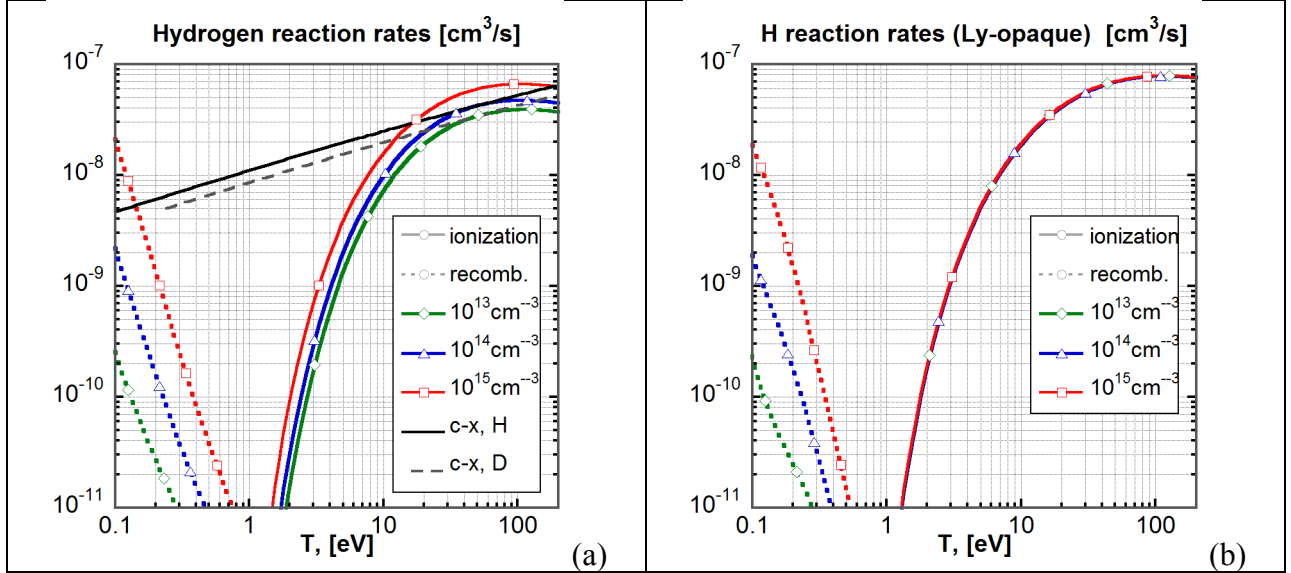 Hydrogen reaction rates [cm³/s]
10⁻⁷
10⁻⁸
10⁻⁹
10⁻¹⁰
10⁻¹¹
ionization
recomb.
10¹³cm⁻⁻³
10¹⁴cm⁻⁻³
10¹⁵cm⁻⁻³
c-x, H
c-x, D
0.1 1 10 100
T, [eV]
(a)
H reaction rates (Ly-opaque) [cm³/s]
10⁻⁷
10⁻⁸
10⁻⁹
10⁻¹⁰
10⁻¹¹
ionization
recomb.
10¹³cm⁻⁻³
10¹⁴cm⁻⁻³
10¹⁵cm⁻⁻³
0.1 1 10 100
T, [eV]
(b)